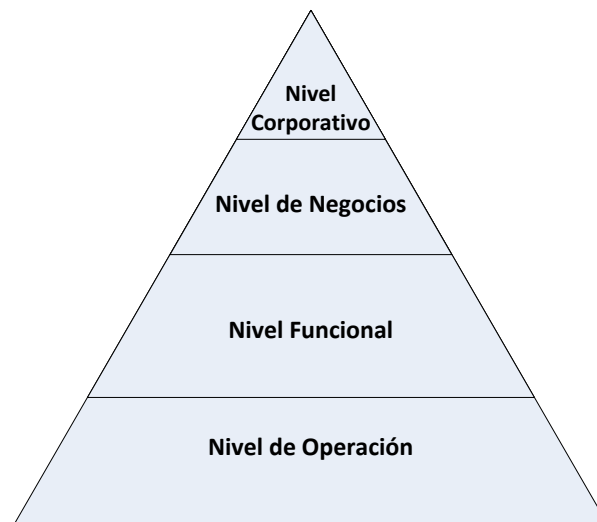 Nivel
Corporativo
Nivel de Negocios
Nivel Funcional
Nivel de Operación